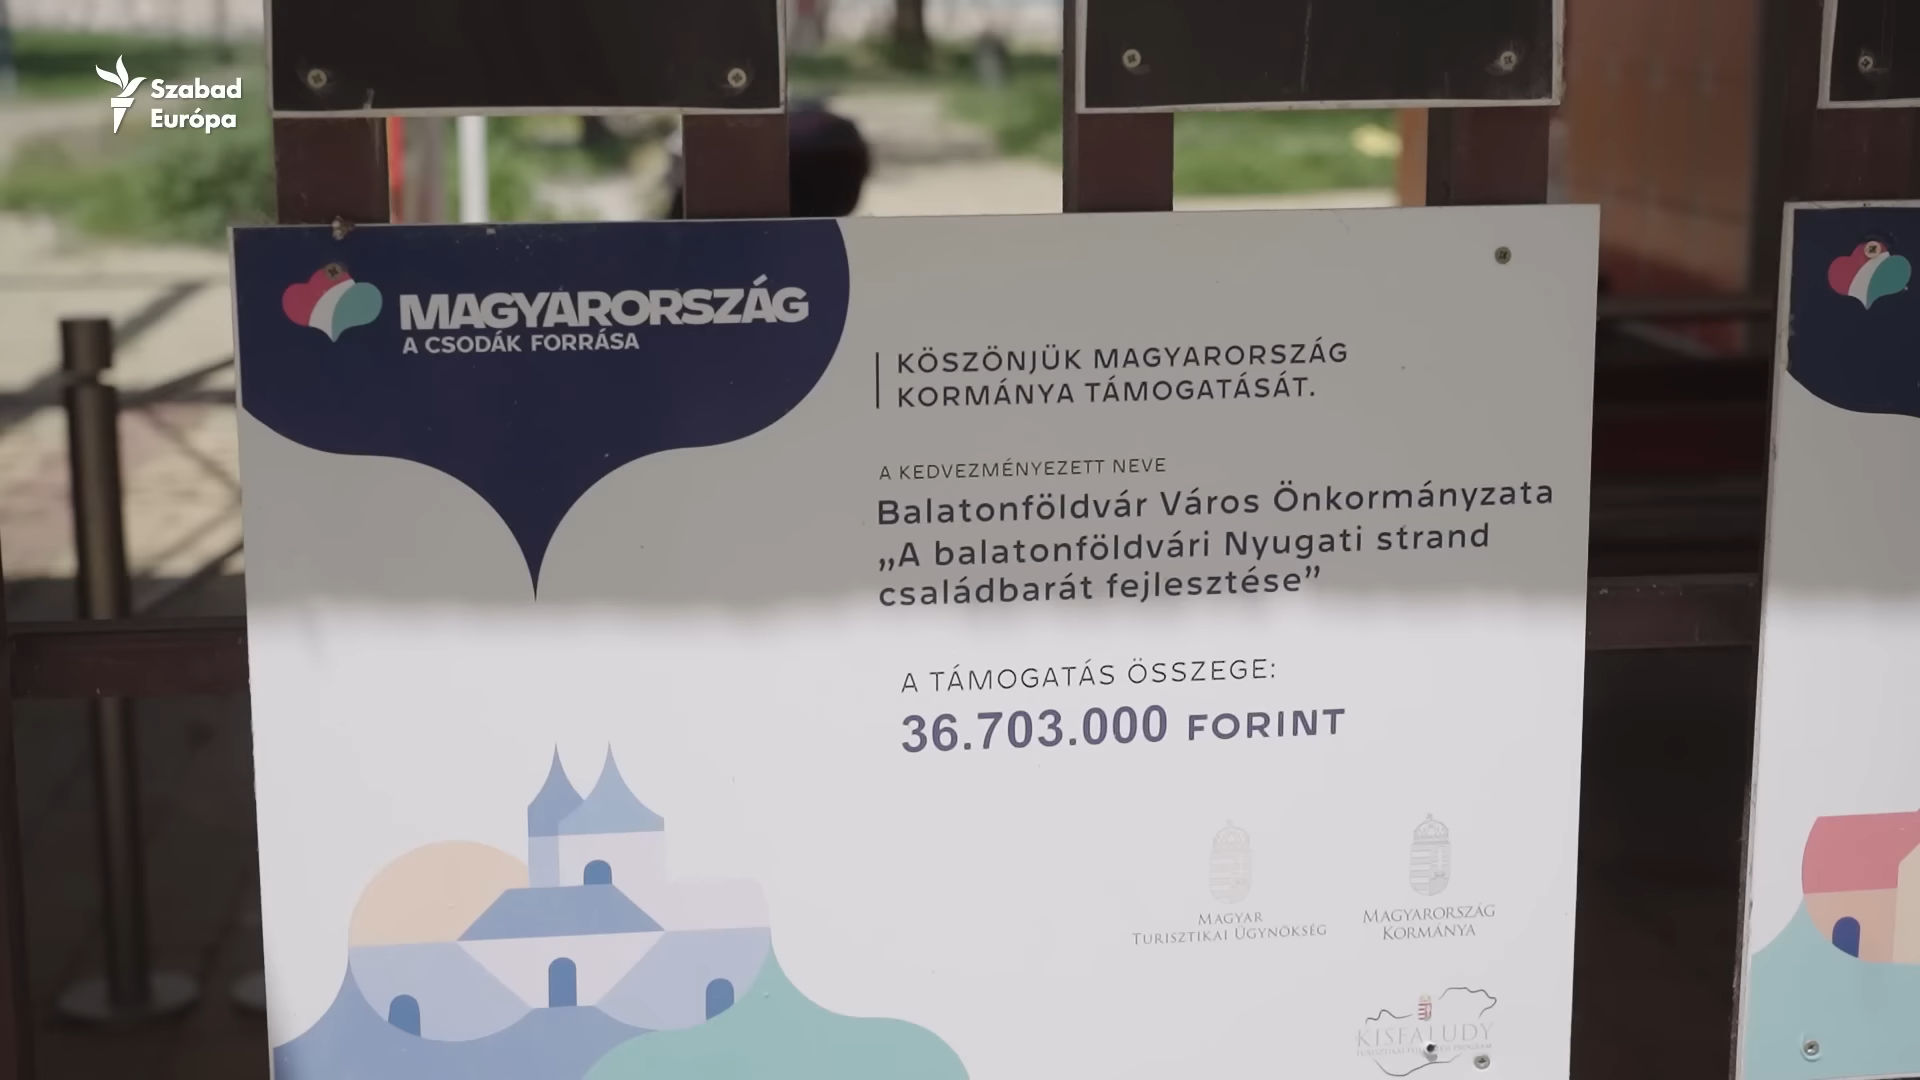 Szabad
Európa
MAGYARORSZÁG
A CSODÁK FORRÁSA
KÖSZÖNJÜK MAGYARORSZÁG
KORMÁNYA TÁMOGATÁSÁT.
A KEDVEZMÉNYEZETT NEVE
Balatonföldvár Város Önkormányzata
„A balatonföldvári Nyugati strand
családbarát fejlesztése”
A TÁMOGATÁS ÖSSZEGE:
36.703.000 FORINT
MAGYAR
TURISZTIKAI ÜGYNÖKSÉG
MAGYARORSZÁG
KORMÁNYA
KISFALUDY